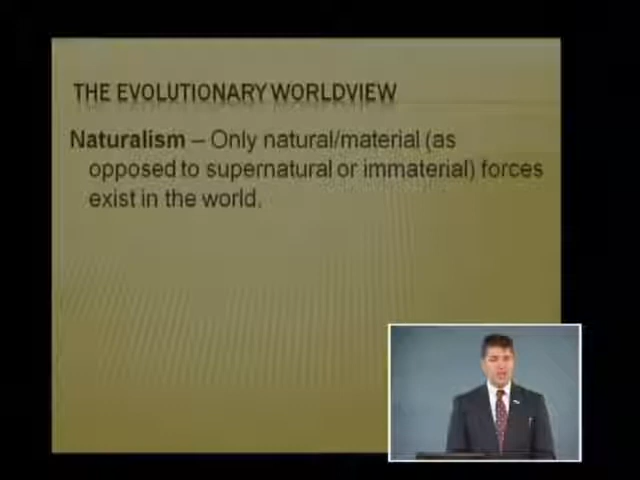 THE EVOLUTIONARY WORLDVIEW
Naturalism – Only natural/material (as
opposed to supernatural or immaterial) forces
exist in the world.